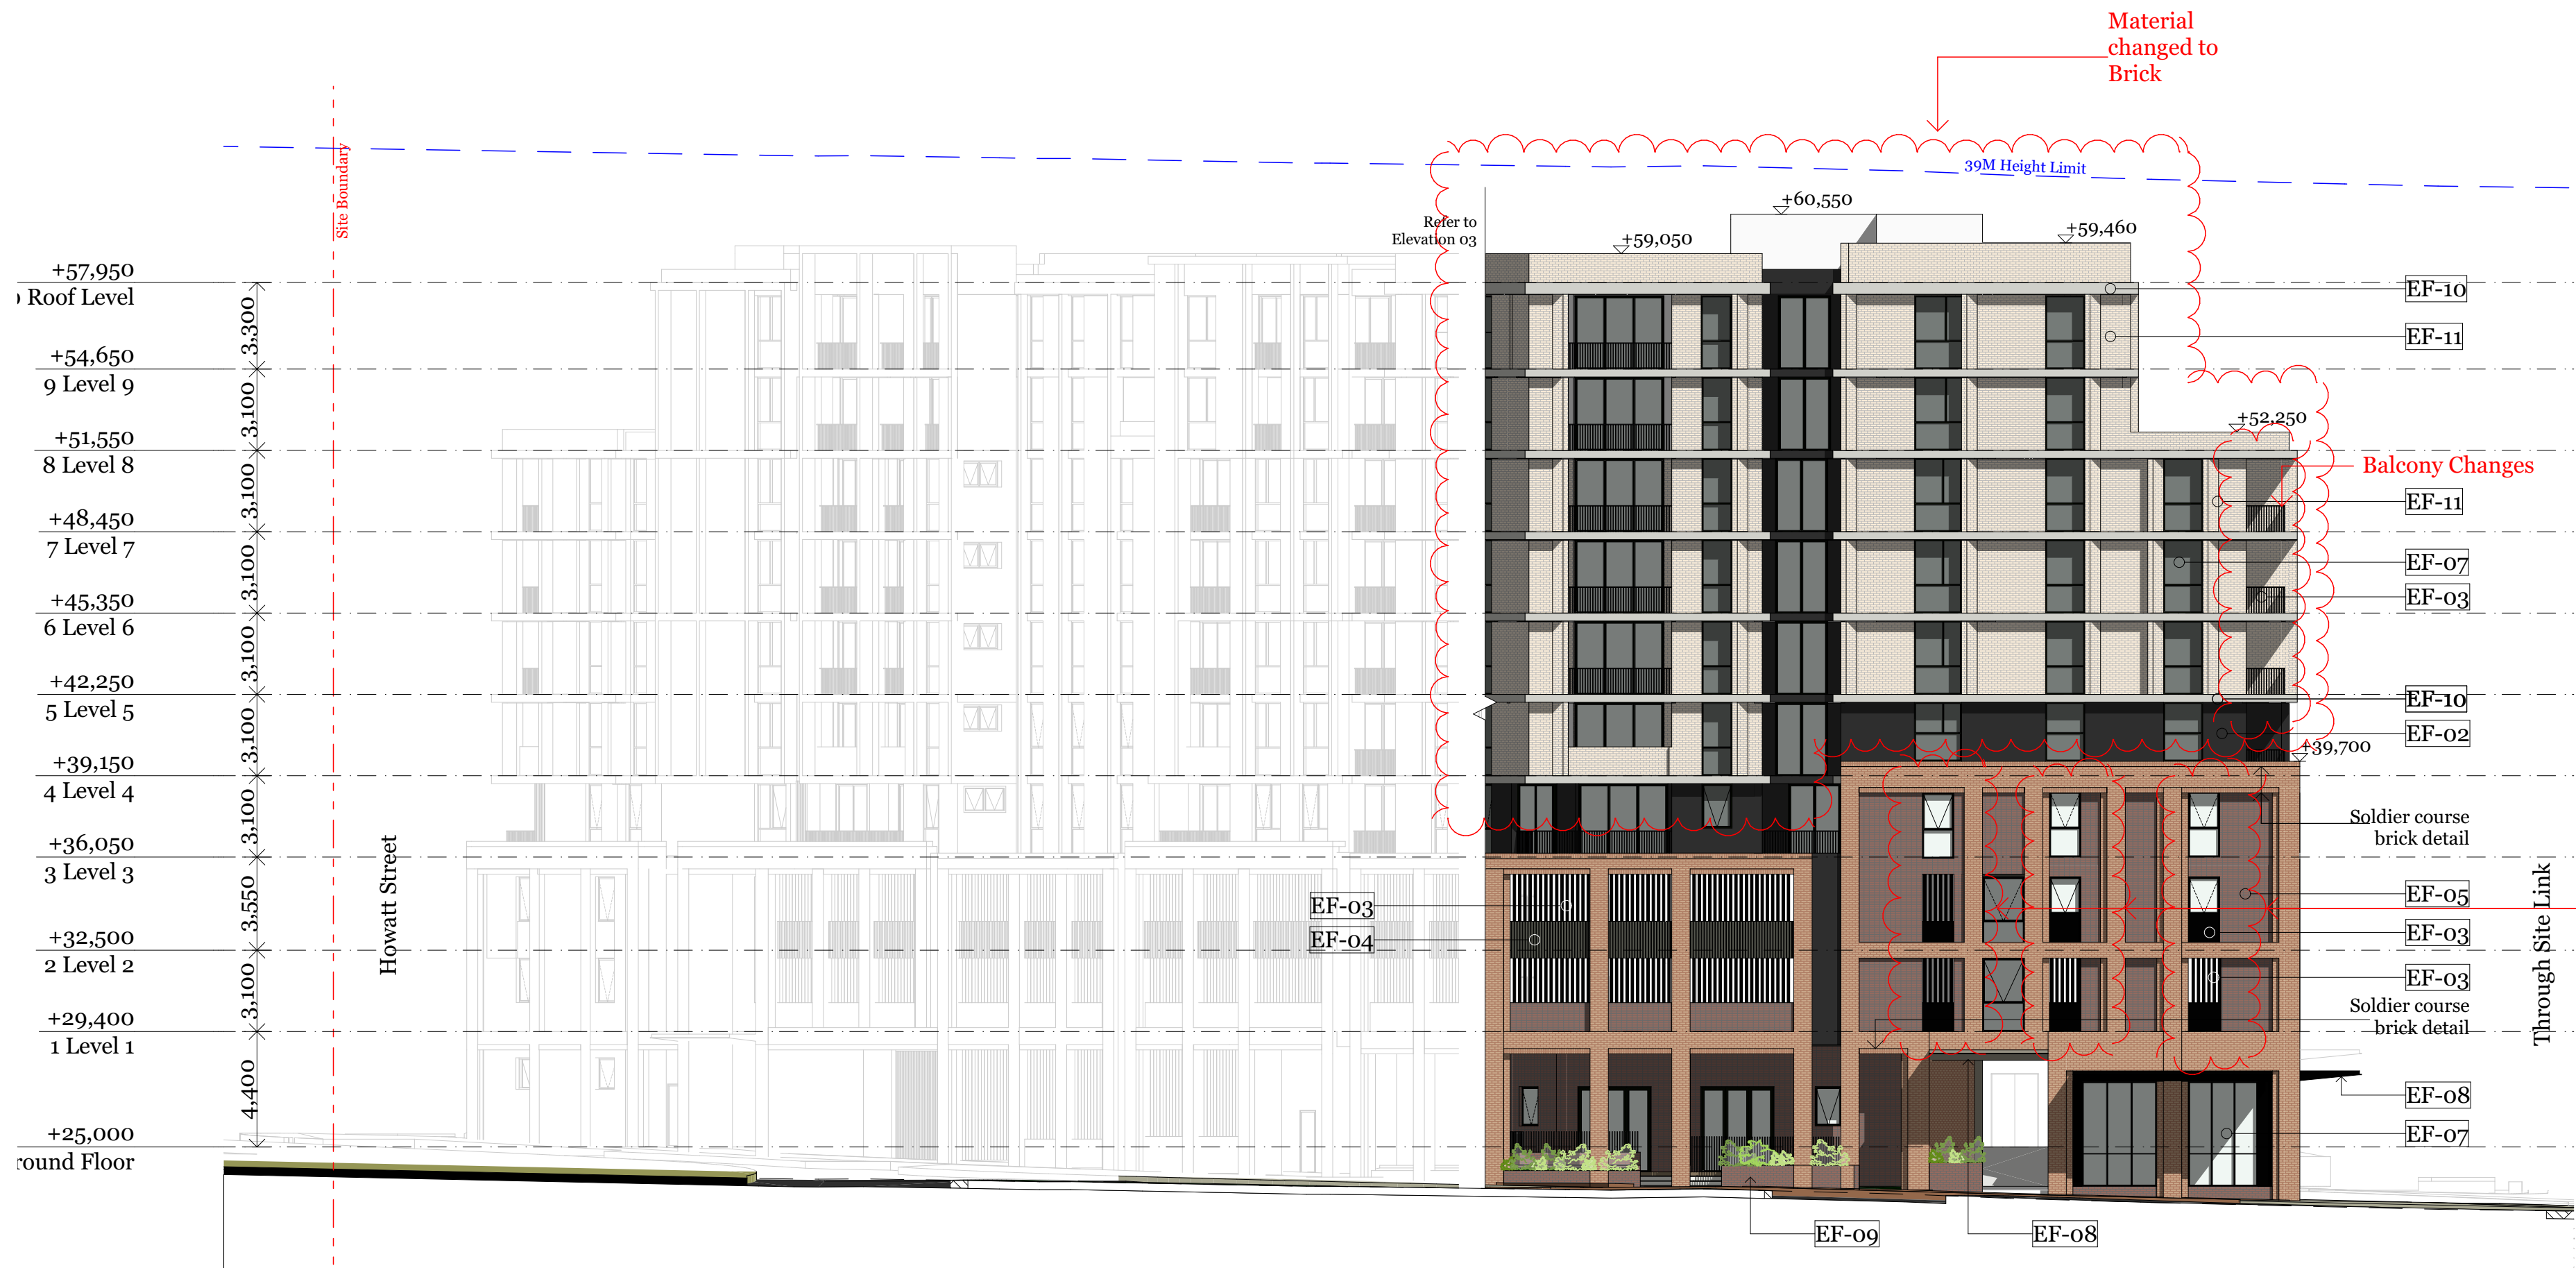 Material
changed to
Brick
Site Boundary
39M Height Limit
+60,550
Refer to
Elevation 03
+59,050
+59,460
+57,950
Roof Level
3,300
+54,650
9 Level 9
3,100
+51,550
8 Level 8
3,100
+48,450
7 Level 7
3,100
+45,350
6 Level 6
3,100
+42,250
5 Level 5
3,100
+39,150
4 Level 4
3,100
+36,050
3 Level 3
3,550
+32,500
2 Level 2
3,100
+29,400
1 Level 1
4,400
+25,000
round Floor
Howatt Street
EF-03
EF-04
EF-10
EF-11
+52,250
Balcony Changes
EF-11
EF-07
EF-03
EF-10
EF-02
+39,700
Soldier course
brick detail
EF-05
EF-03
EF-03
Soldier course
brick detail
Through Site Link
EF-08
EF-07
EF-09
EF-08